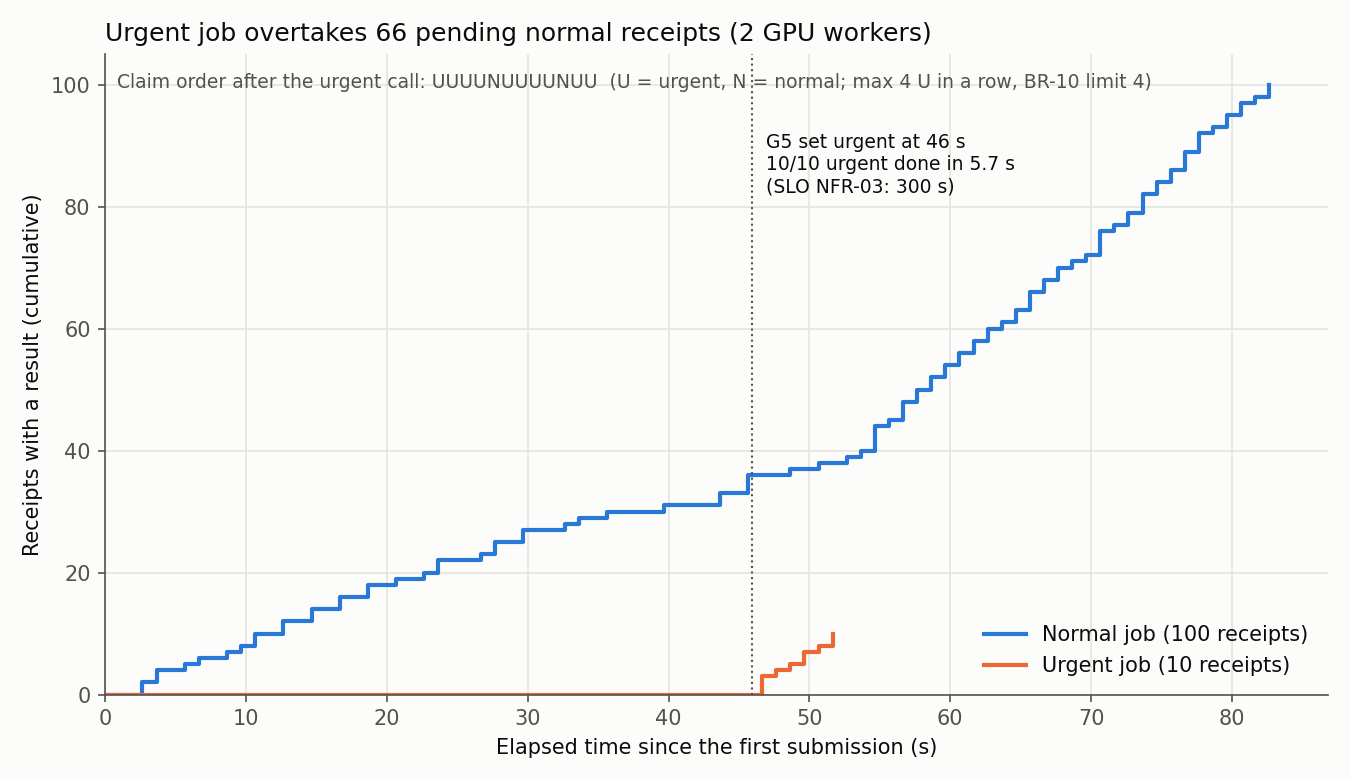 Urgent job overtakes 66 pending normal receipts (2 GPU workers)
Claim order after the urgent call: UUUUNUUUUNUU (U = urgent, N = normal; max 4 U in a row, BR-10 limit 4)
G5 set urgent at 46 s
10/10 urgent done in 5.7 s
(SLO NFR-03: 300 s)
Receipts with a result (cumulative)
100
80
60
40
20
0
Normal job (100 receipts)
Urgent job (10 receipts)
0 10 20 30 40 50 60 70 80
Elapsed time since the first submission (s)